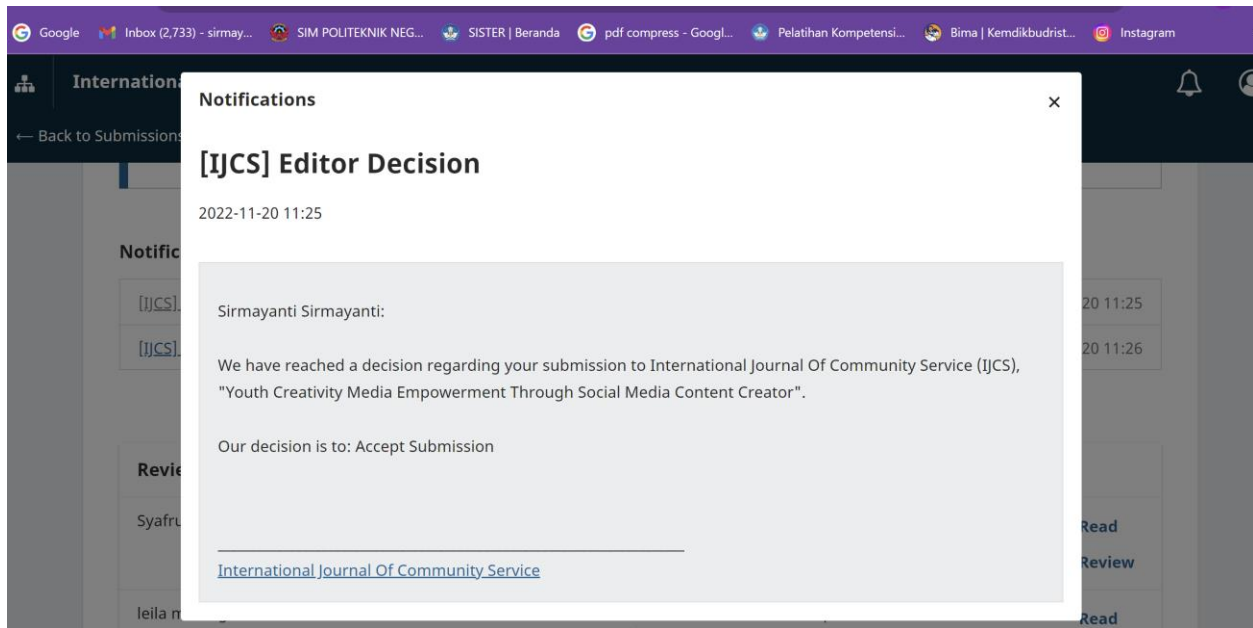 Google Inbox (2,733) - sirmay... SIM POLITEKNIK NEG... SISTER | Beranda pdf compress - Googl... Pelatihan Kompetensi... Bima | Kemdikbudrist... Instagram
Internationa
← Back to Submissions
Notifications ×
[IJCS] Editor Decision
2022-11-20 11:25
Notific
[IJCS] 20 11:25
Sirmayanti Sirmayanti:
[IJCS] 20 11:26
We have reached a decision regarding your submission to International Journal Of Community Service (IJCS),
"Youth Creativity Media Empowerment Through Social Media Content Creator".
Our decision is to: Accept Submission
Revie
Syafru Read
Review
International Journal Of Community Service
leila m Read